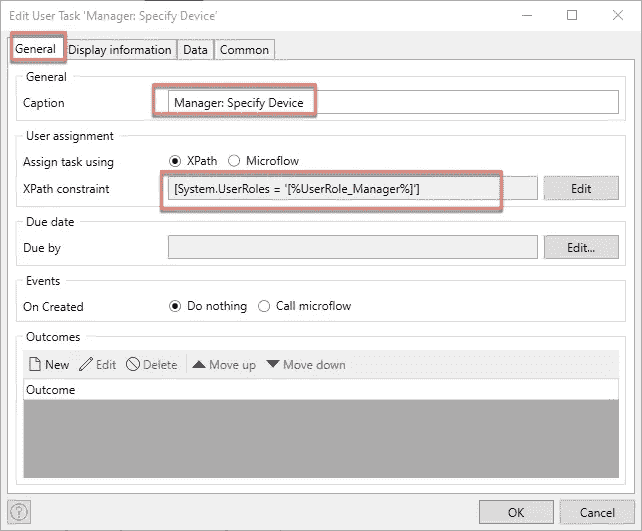 Edit User Task 'Manager: Specify Device'
General Display information Data Common
General
Caption Manager: Specify Device
User assignment
Assign task using XPath Microflow
XPath constraint [System.UserRoles = '[%UserRole_Manager%]'] Edit
Due date
Due by Edit...
Events
On Created Do nothing Call microflow
Outcomes
New Edit Delete Move up Move down
Outcome
? OK Cancel